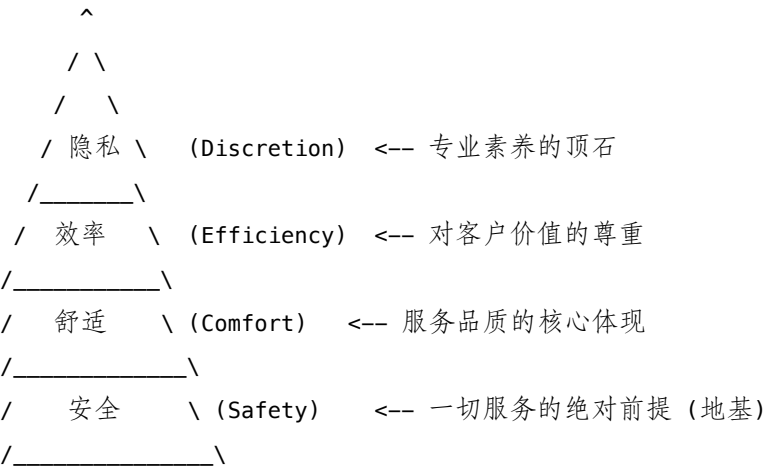 ^
/ \
/   \
/ 隐私 \   (Discretion)  <-- 专业素养的顶石
/_______\
/  效率   \  (Efficiency)  <-- 对客户价值的尊重
/___________\
/   舒适    \ (Comfort)   <-- 服务品质的核心体现
/_____________\
/    安全     \ (Safety)    <-- 一切服务的绝对前提 (地基)
/_______________\